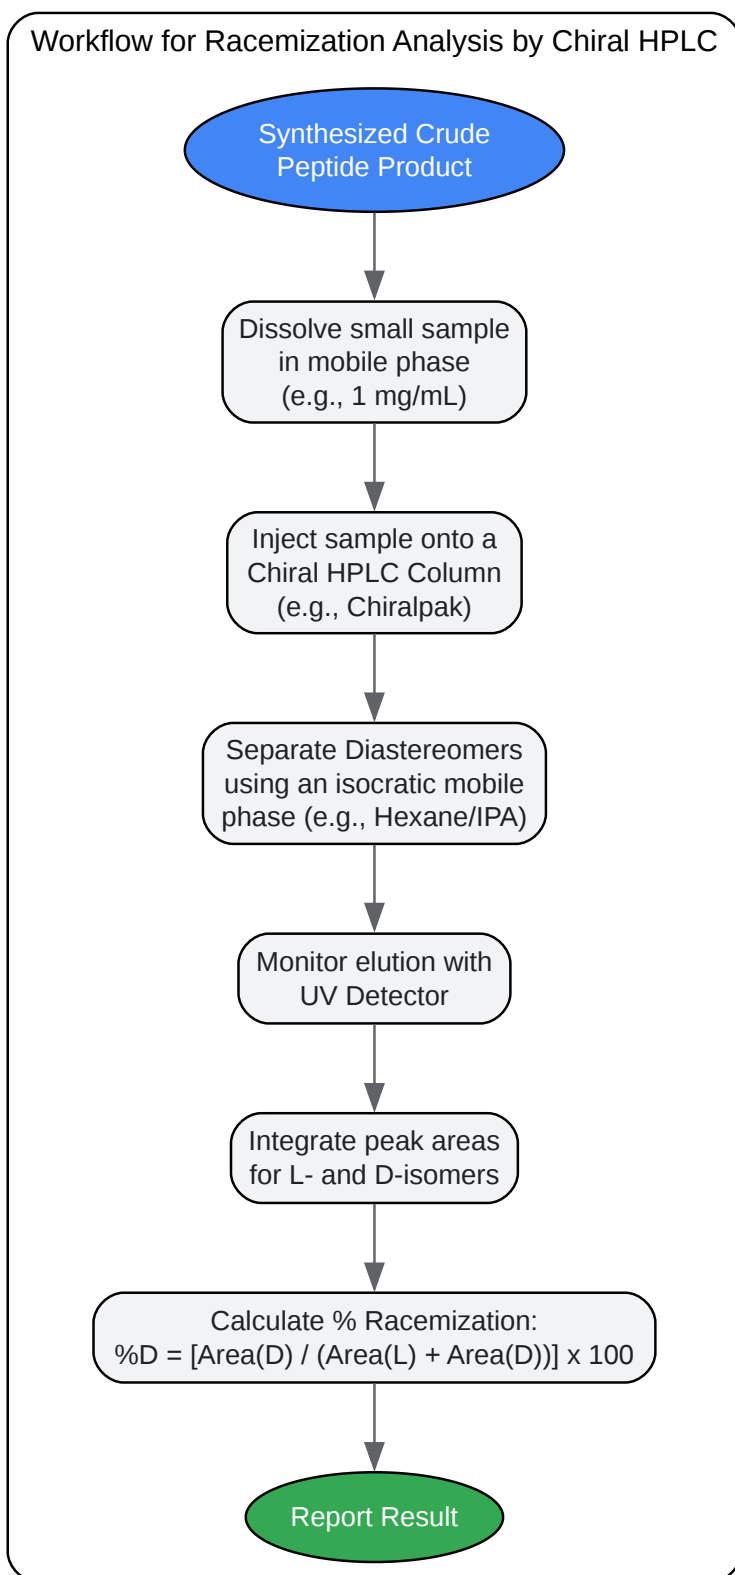 Workflow for Racemization Analysis by Chiral HPLC
Synthesized Crude
Peptide Product
Dissolve small sample
in mobile phase
(e.g., 1 mg/mL)
Inject sample onto a
Chiral HPLC Column
(e.g., Chiralpak)
Separate Diastereomers
using an isocratic mobile
phase (e.g., Hexane/IPA)
Monitor elution with
UV Detector
Integrate peak areas
for L- and D-isomers
Calculate % Racemization:
%D = [Area(D) / (Area(L) + Area(D))] x 100
Report Result